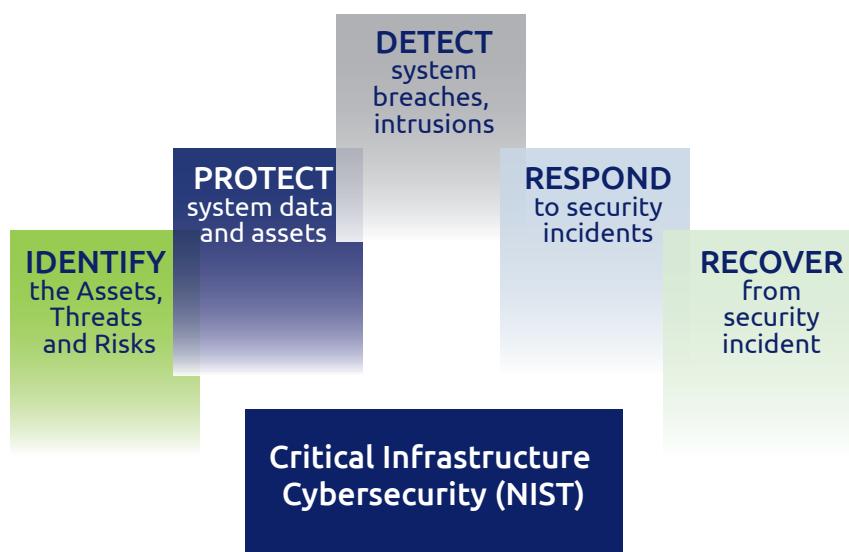 DETECT
system
breaches,
intrusions
PROTECT
system data
and assets
RESPOND
to security
incidents
IDENTIFY
the Assets,
Threats
and Risks
RECOVER
from
security
incident
Critical Infrastructure
Cybersecurity (NIST)